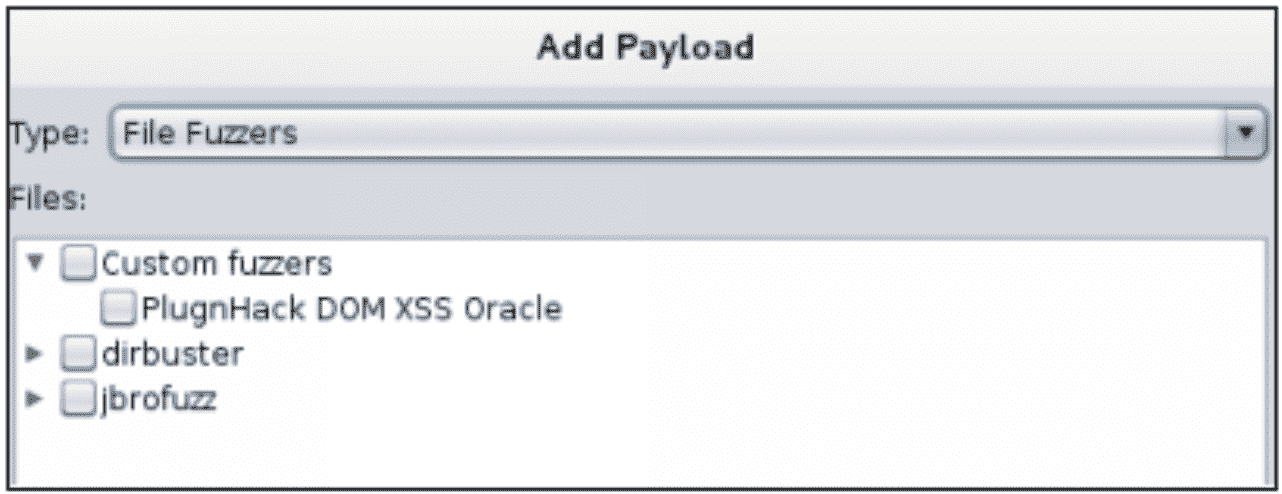 Add Payload
Type: File Fuzzers
Files:
Custom fuzzers
PlugnHack DOM XSS Oracle
dirbuster
jbrofuzz